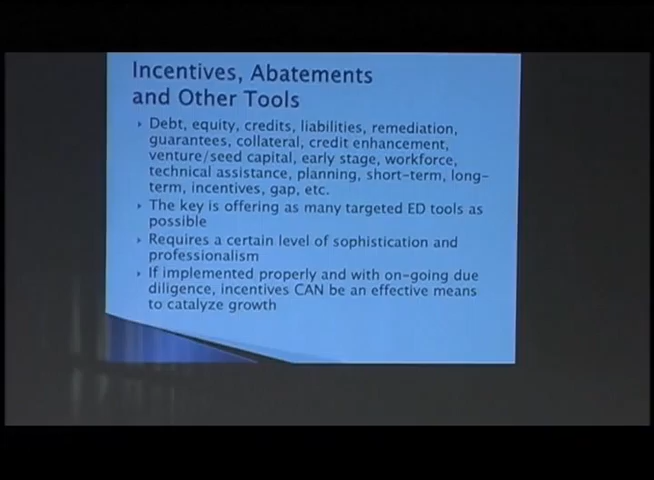 Incentives, Abatements
and Other Tools
Debt, equity, credits, liabilities, remediation,
guarantees, collateral, credit enhancement,
venture/seed capital, early stage, workforce,
technical assistance, planning, short-term, long-
term, incentives, gap, etc.
The key is offering as many targeted ED tools as
possible
Requires a certain level of sophistication and
professionalism
If implemented properly and with on-going due
diligence, incentives CAN be an effective means
to catalyze growth